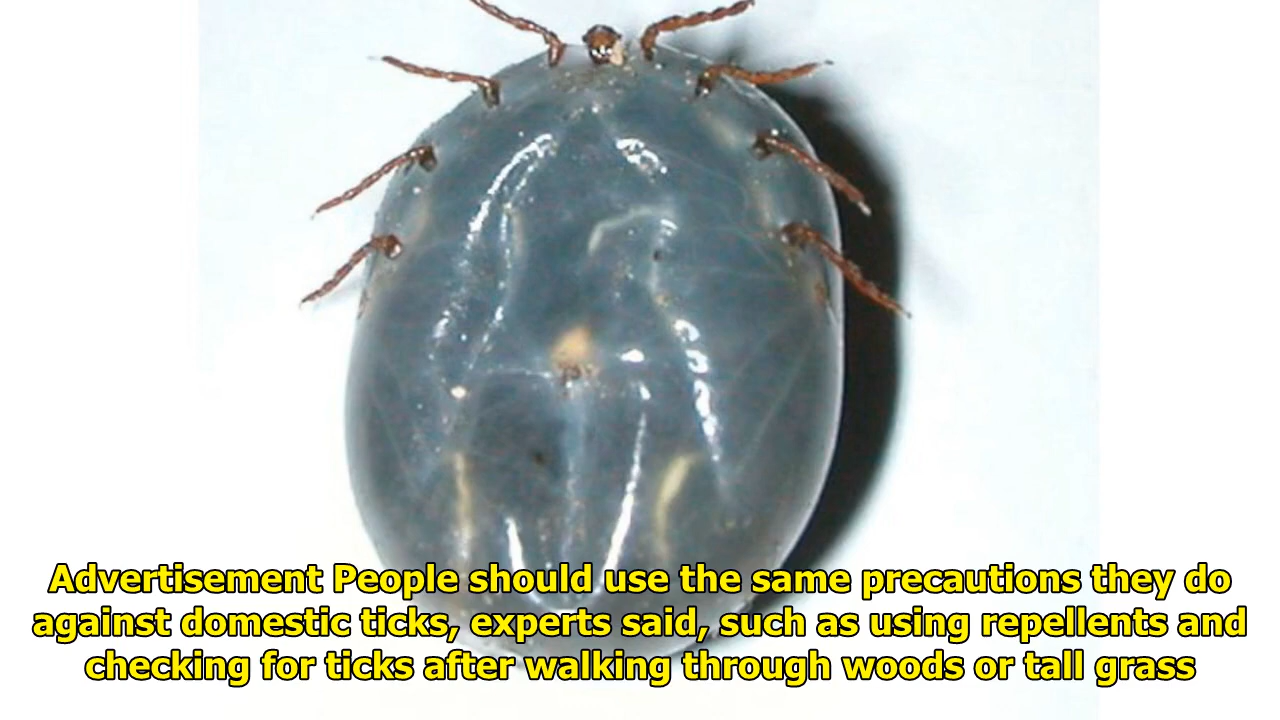 Advertisement People should use the same precautions they do
against domestic ticks, experts said, such as using repellents and
checking for ticks after walking through woods or tall grass